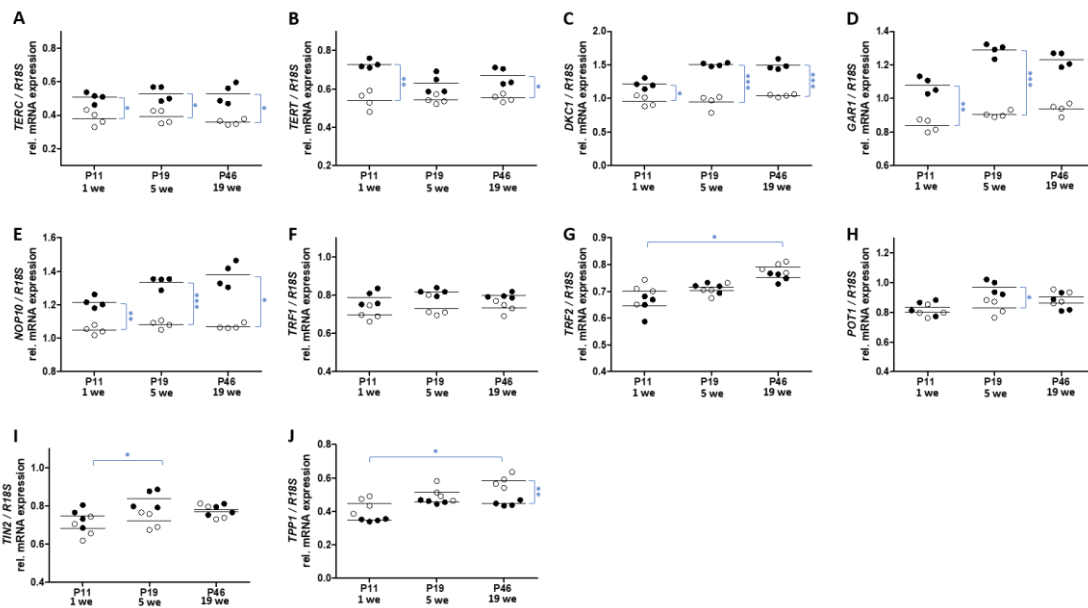 A
TERC / R18S
rel. mRNA expression
0.8
0.6
0.4
0.2
*
*
*
P11
1 we
P19
5 we
P46
19 we
B
TERT / R18S
rel. mRNA expression
1.0
0.8
0.6
0.4
0.2
**
*
P11
1 we
P19
5 we
P46
19 we
C
DKC1 / R18S
rel. mRNA expression
2.0
1.5
1.0
0.5
0.0
*
***
***
P11
1 we
P19
5 we
P46
19 we
D
GAR1 / R18S
rel. mRNA expression
1.4
1.2
1.0
0.8
0.6
**
***
P11
1 we
P19
5 we
P46
19 we
E
NOP10 / R18S
rel. mRNA expression
1.6
1.4
1.2
1.0
0.8
**
***
*
P11
1 we
P19
5 we
P46
19 we
F
TRF1 / R18S
rel. mRNA expression
1.0
0.8
0.6
0.4
P11
1 we
P19
5 we
P46
19 we
G
TRF2 / R18S
rel. mRNA expression
0.9
0.8
0.7
0.6
0.5
0.4
*
P11
1 we
P19
5 we
P46
19 we
H
POT1 / R18S
rel. mRNA expression
1.2
1.0
0.8
0.6
0.4
*
P11
1 we
P19
5 we
P46
19 we
I
TIN2 / R18S
rel. mRNA expression
1.0
0.8
0.6
0.4
*
P11
1 we
P19
5 we
P46
19 we
J
TPP1 / R18S
rel. mRNA expression
0.8
0.6
0.4
0.2
0.0
*
**
P11
1 we
P19
5 we
P46
19 we